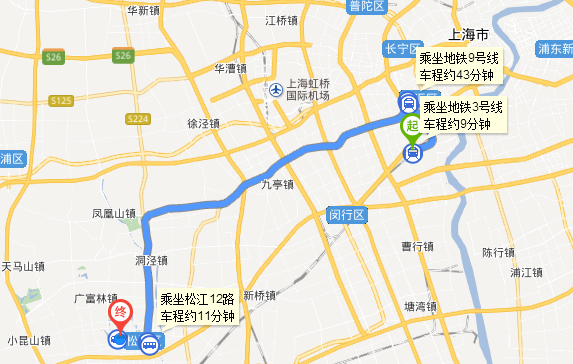 华新镇
江桥镇
普陀区
上海市
长宁区
浦东新
乘坐地铁9号线
车程约43分钟
S26
S26
华漕镇
上海虹桥
国际机场
S125
S224
徐泾镇
乘坐地铁3号线
车程约9分钟
起
浦区
九亭镇
凤凰山镇
闵行区
曹行镇
陈行镇
洞泾镇
天马山镇
浦江镇
广富林镇
新桥镇
乘坐松江12路
车程约11分钟
塘湾镇
终
小昆山镇
松
区